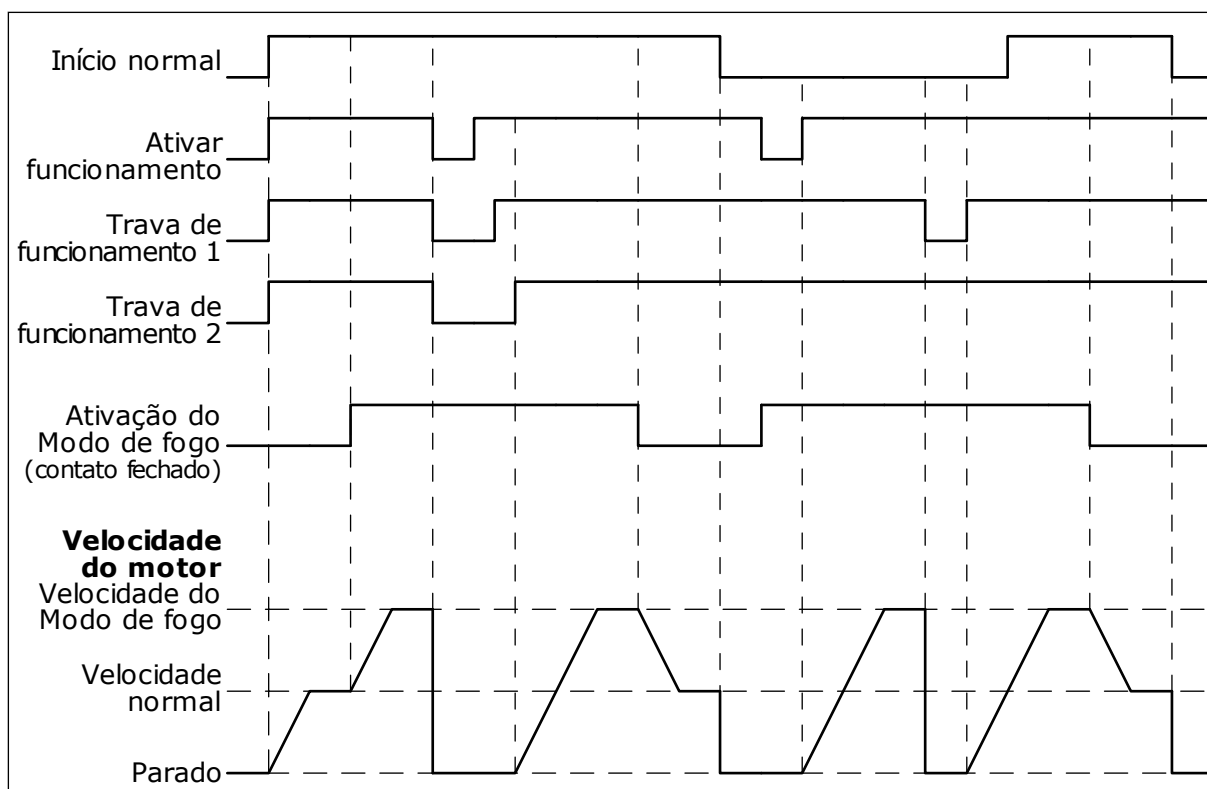 Início normal
Ativar
funcionamento
Trava de
funcionamento 1
Trava de
funcionamento 2
Ativação do
Modo de fogo
(contato fechado)
Velocidade
do motor
Velocidade do
Modo de fogo
Velocidade
normal
Parado